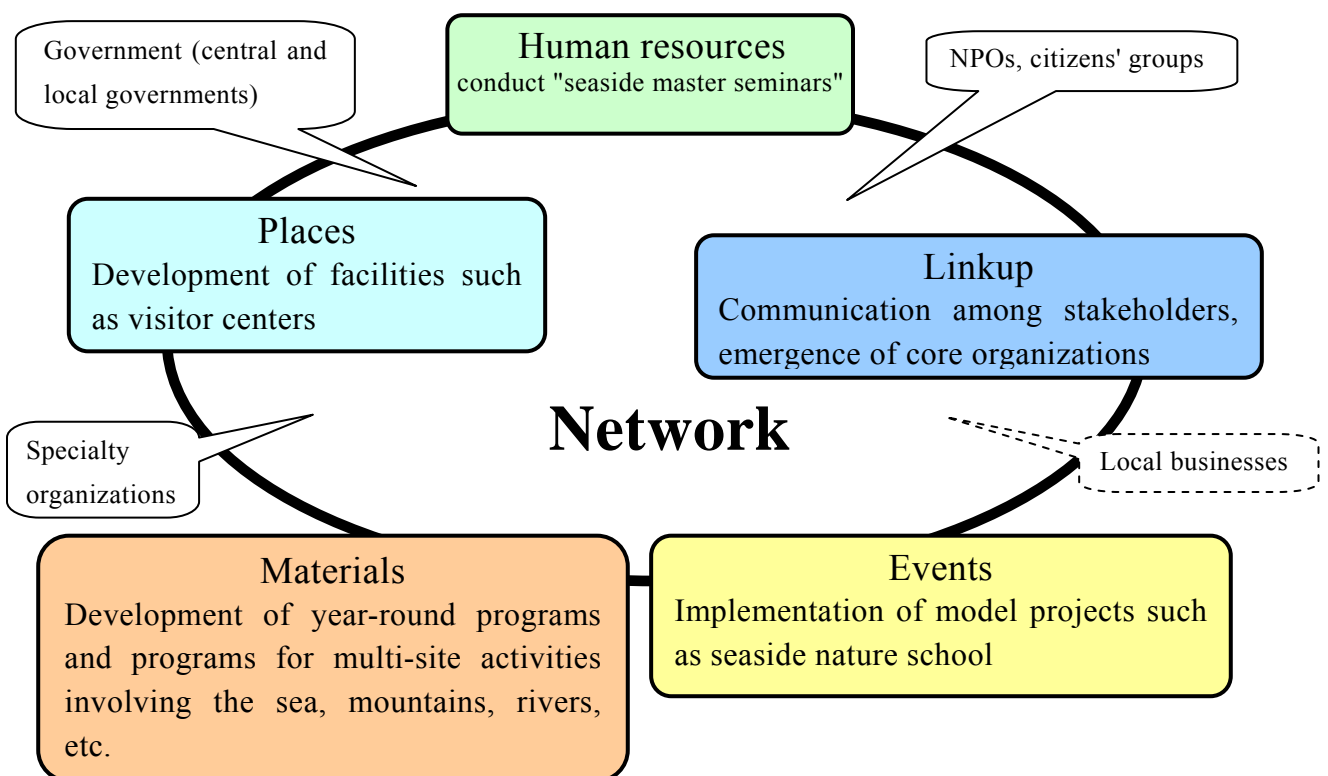 Government (central and
local governments)
Human resources
conduct "seaside master seminars"
NPOs, citizens' groups
Places
Development of facilities such
as visitor centers
Linkup
Communication among stakeholders,
emergence of core organizations
Network
Specialty
organizations
Local businesses
Materials
Development of year-round programs
and programs for multi-site activities
involving the sea, mountains, rivers,
etc.
Events
Implementation of model projects such
as seaside nature school